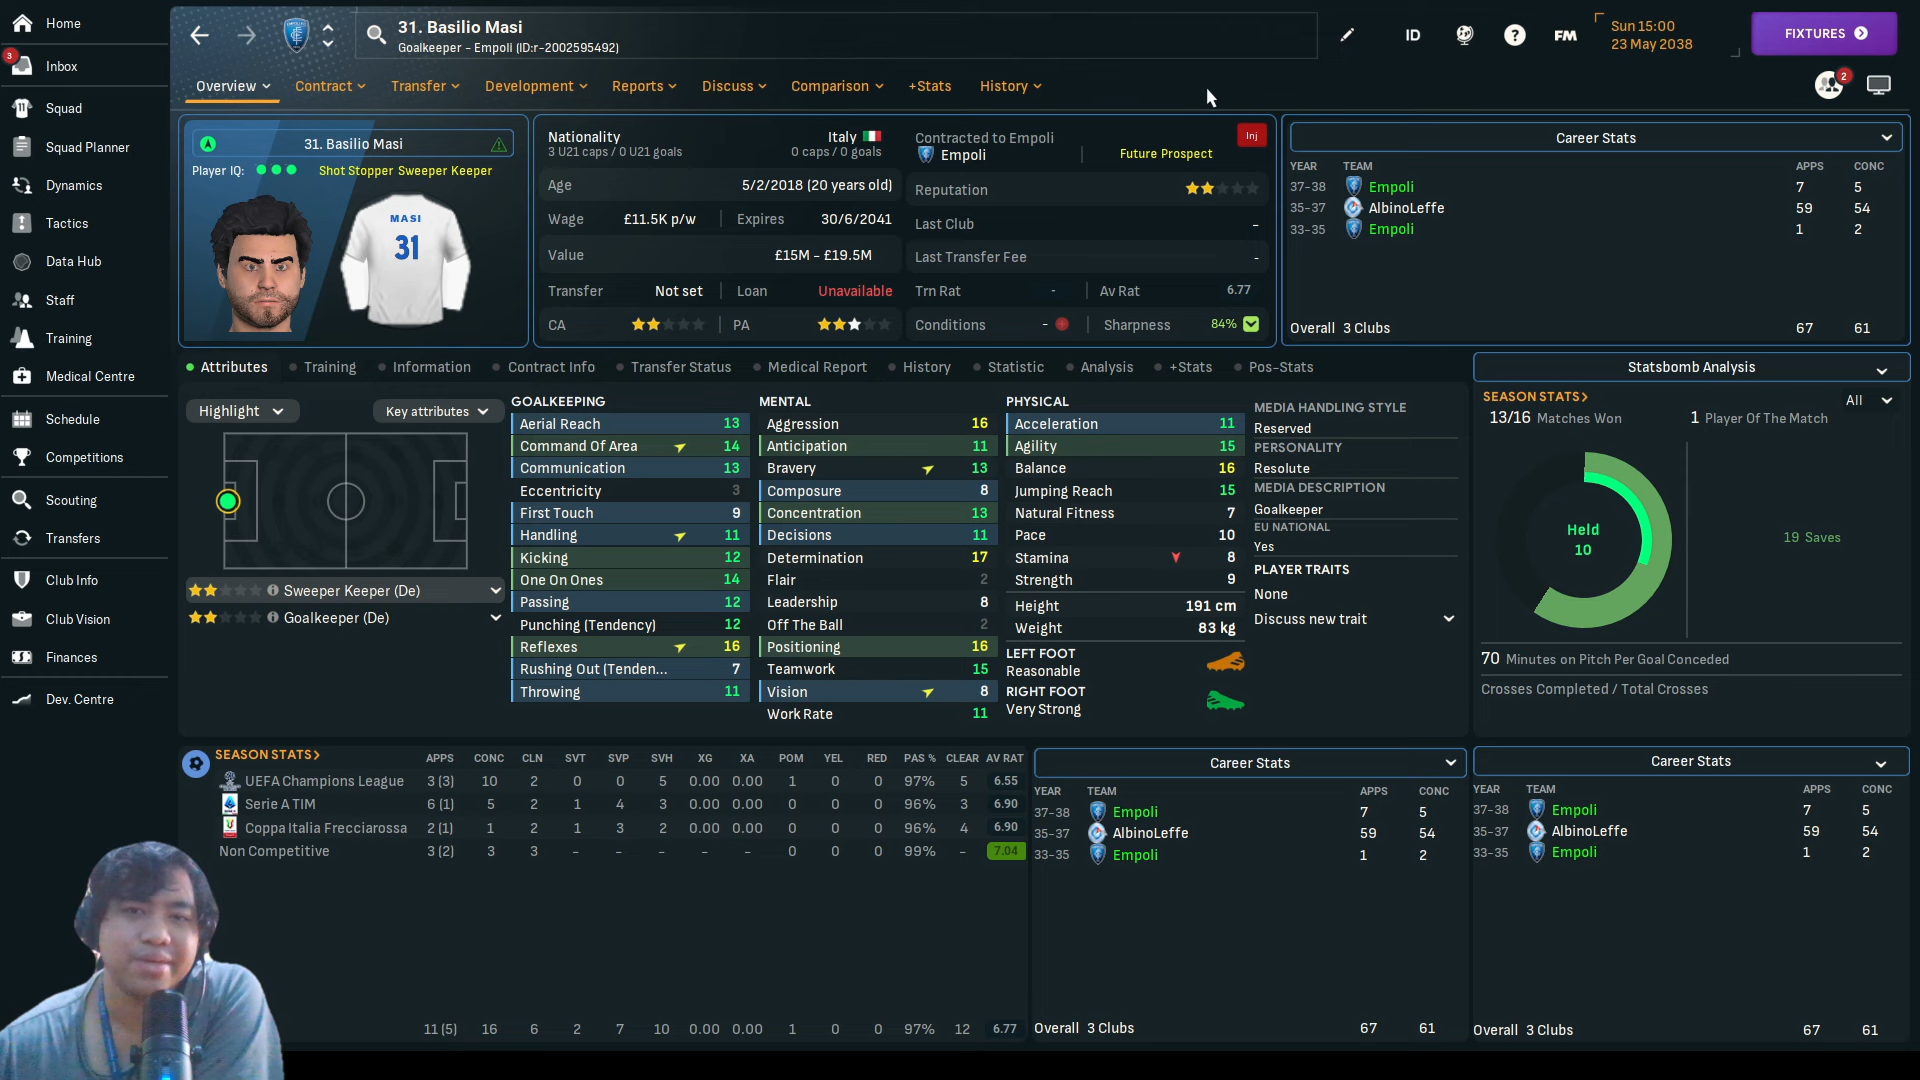 Home
3
Inbox
Squad
Squad Planner
Dynamics
Tactics
Data Hub
Staff
Training
Medical Centre
Schedule
Competitions
Scouting
Transfers
Club Info
Club Vision
Finances
Dev. Centre
31. Basilio Masi
Goalkeeper - Empoli (ID:r-2002595492)
ID
FM
Sun 15:00
23 May 2038
FIXTURES
Overview Contract Transfer Development Reports Discuss Comparison +Stats History
2
31. Basilio Masi
Player IQ: Shot Stopper Sweeper Keeper
MASI
31
Nationality Italy
3 U21 caps / 0 U21 goals 0 caps / 0 goals
Age 5/2/2018 (20 years old)
Wage £11.5K p/w Expires 30/6/2041
Value £15M - £19.5M
Transfer Not set Loan Unavailable
CA PA
Contracted to Empoli Inj
Empoli Future Prospect
Reputation
Last Club -
Last Transfer Fee -
Trn Rat - Av Rat 6.77
Conditions - Sharpness 84%
Career Stats
YEAR TEAM APPS CONC
37-38 Empoli 7 5
35-37 AlbinoLeffe 59 54
33-35 Empoli 1 2
Overall 3 Clubs 67 61
Attributes Training Information Contract Info Transfer Status Medical Report History Statistic Analysis +Stats Pos-Stats
Highlight Key attributes
Sweeper Keeper (De)
Goalkeeper (De)
GOALKEEPING
Aerial Reach 13
Command Of Area 14
Communication 13
Eccentricity 3
First Touch 9
Handling 11
Kicking 12
One On Ones 14
Passing 12
Punching (Tendency) 12
Reflexes 16
Rushing Out (Tenden... 7
Throwing 11
MENTAL
Aggression 16
Anticipation 11
Bravery 13
Composure 8
Concentration 13
Decisions 11
Determination 17
Flair 2
Leadership 8
Off The Ball 2
Positioning 16
Teamwork 15
Vision 8
Work Rate 11
PHYSICAL
Acceleration 11
Agility 15
Balance 16
Jumping Reach 15
Natural Fitness 7
Pace 10
Stamina 8
Strength 9
Height 191 cm
Weight 83 kg
LEFT FOOT
Reasonable
RIGHT FOOT
Very Strong
MEDIA HANDLING STYLE
Reserved
PERSONALITY
Resolute
MEDIA DESCRIPTION
Goalkeeper
EU NATIONAL
Yes
PLAYER TRAITS
None
Discuss new trait
Statsbomb Analysis
SEASON STATS> All
13/16 Matches Won 1 Player Of The Match
Held
10
19 Saves
70 Minutes on Pitch Per Goal Conceded
Crosses Completed / Total Crosses
SEASON STATS> APPS CONC CLN SVT SVP SVH XG XA POM YEL RED PAS % CLEAR AV RAT
UEFA Champions League 3 (3) 10 2 0 0 5 0.00 0.00 1 0 0 97% 5 6.55
Serie A TIM 6 (1) 5 2 1 4 3 0.00 0.00 0 0 0 96% 3 6.90
Coppa Italia Frecciarossa 2 (1) 1 2 1 3 2 0.00 0.00 0 0 0 96% 4 6.90
Non Competitive 3 (2) 3 3 - - - - - 0 0 0 99% - 7.04
11 (5) 16 6 2 7 10 0.00 0.00 1 0 0 97% 12 6.77
Career Stats
YEAR TEAM APPS CONC
37-38 Empoli 7 5
35-37 AlbinoLeffe 59 54
33-35 Empoli 1 2
Overall 3 Clubs 67 61
Career Stats
YEAR TEAM APPS CONC
37-38 Empoli 7 5
35-37 AlbinoLeffe 59 54
33-35 Empoli 1 2
Overall 3 Clubs 67 61